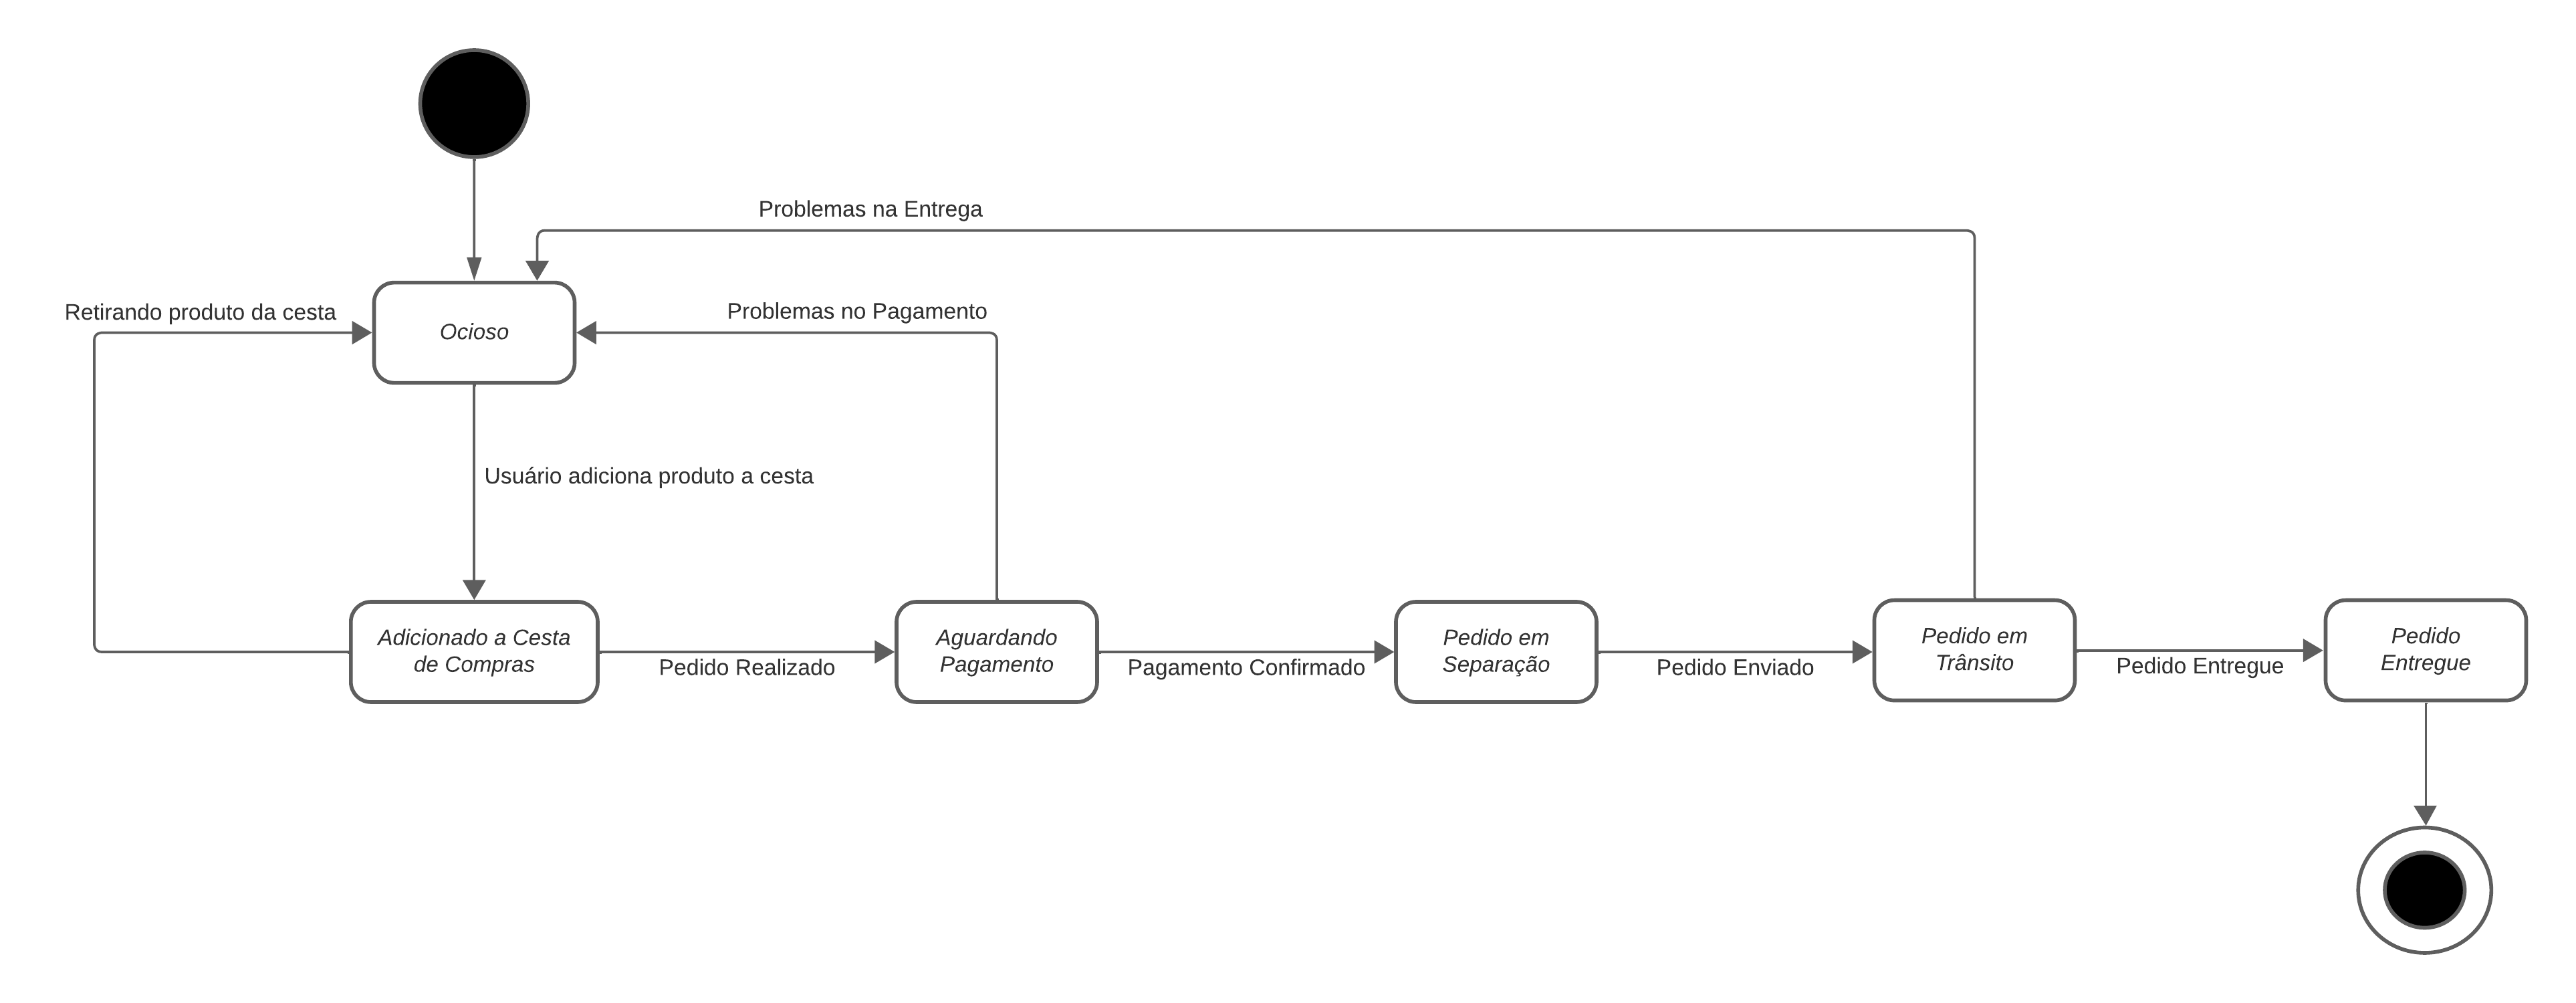 Problemas na Entrega
Retirando produto da cesta
Ocioso
Problemas no Pagamento
Usuário adiciona produto a cesta
Adicionado a Cesta
de Compras
Pedido Realizado
Aguardando
Pagamento
Pagamento Confirmado
Pedido em
Separação
Pedido Enviado
Pedido em
Trânsito
Pedido Entregue
Pedido
Entregue